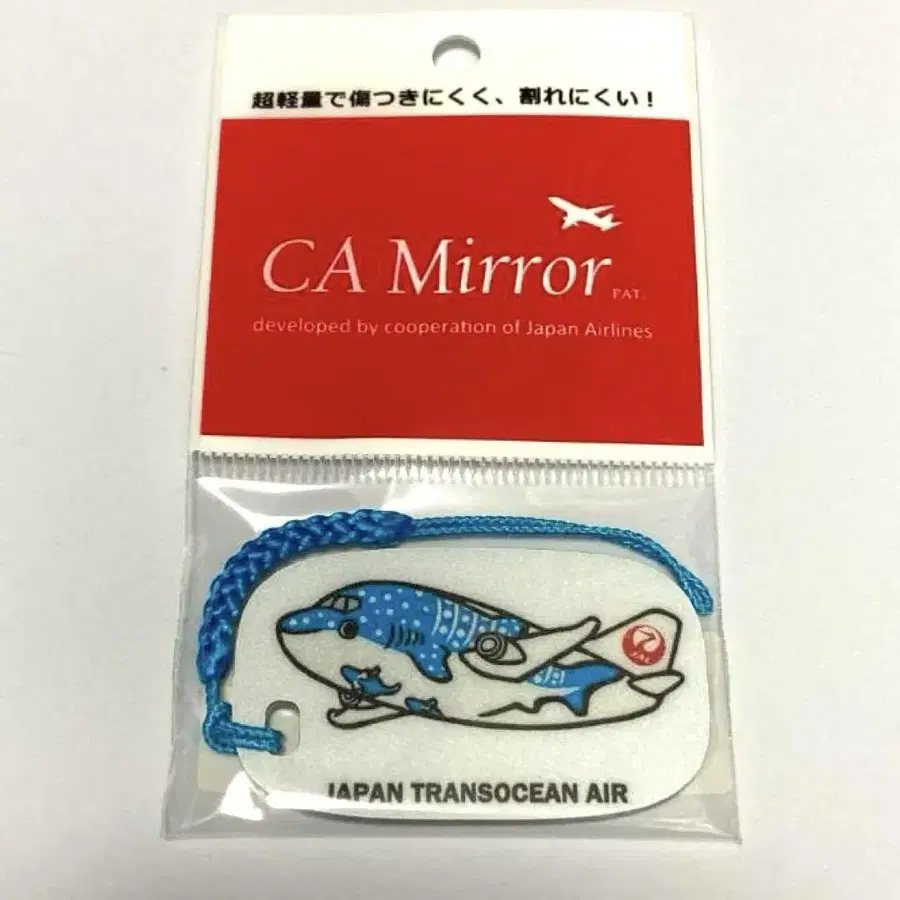 超軽量で傷つきにくく、割れにくい！
CA Mirror PAT.
developed by cooperation of Japan Airlines
JAL
JAPAN TRANSOCEAN AIR